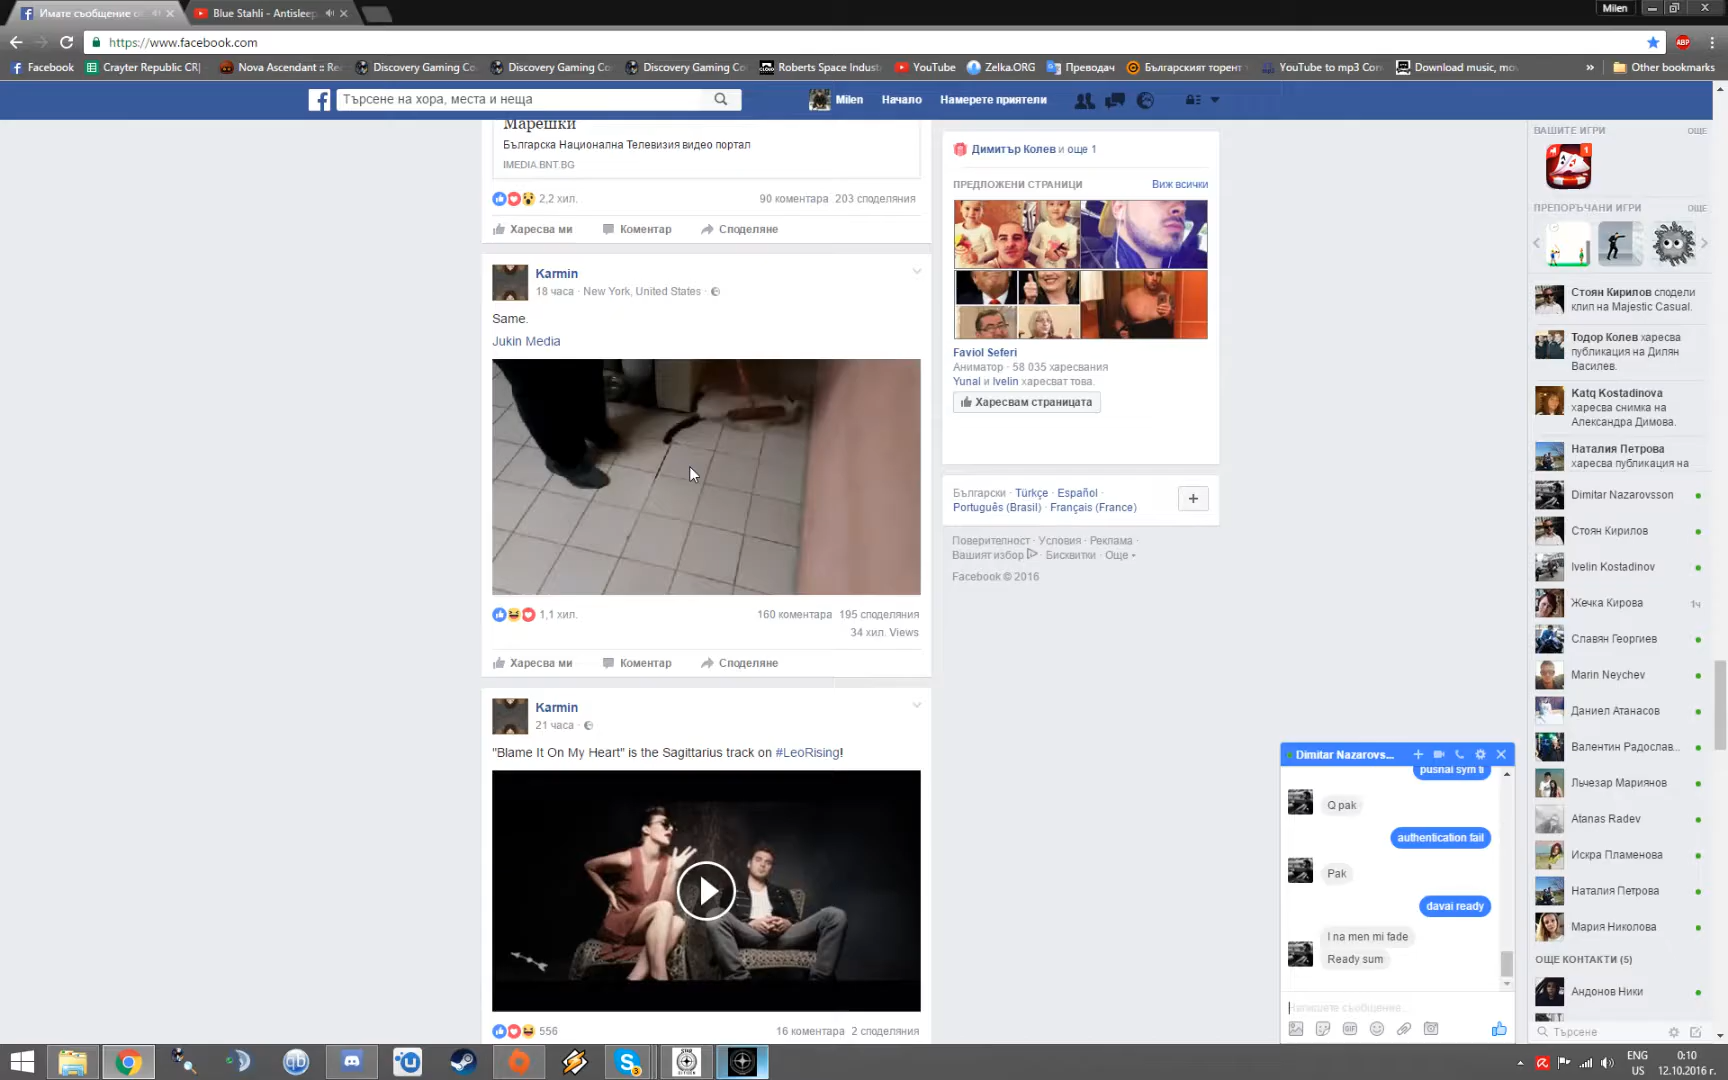 Имате съобщение о
Blue Stahli - Antisleep
Milen
https://www.facebook.com
ABP
Facebook
Crayter Republic CR
Nova Ascendant :: Re
Discovery Gaming Co
Discovery Gaming Co
Discovery Gaming Co
Roberts Space Indust
YouTube
Zelka.ORG
Преводач
Българският торент
YouTube to mp3 Con
Download music, mov
»
Other bookmarks
Търсене на хора, места и неща
Milen
Начало
Намерете приятели
Марешки
Българска Национална Телевизия видео портал
IMEDIA.BNT.BG
2,2 хил.
90 коментара 203 споделяния
Харесва ми
Коментар
Споделяне
Karmin
18 часа · New York, United States ·
Same.
Jukin Media
1,1 хил.
160 коментара 195 споделяния
34 хил. Views
Харесва ми
Коментар
Споделяне
Karmin
21 часа ·
"Blame It On My Heart" is the Sagittarius track on #LeoRising!
556
16 коментара 2 споделяния
Димитър Колев и още 1
ПРЕДЛОЖЕНИ СТРАНИЦИ
Виж всички
Faviol Seferi
Аниматор · 58 035 харесвания
Yunal и Ivelin харесват това.
Харесвам страницата
Български · Türkçe · Español ·
Português (Brasil) · Français (France)
Поверителност · Условия · Реклама ·
Вашият избор · Бисквитки · Още
Facebook © 2016
ВАШИТЕ ИГРИ
ОЩЕ
1
ПРЕПОРЪЧАНИ ИГРИ
ОЩЕ
Стоян Кирилов сподели
клип на Majestic Casual.
Тодор Колев харесва
публикация на Дилян
Василев.
Katq Kostadinova
харесва снимка на
Александра Димова.
Наталия Петрова
харесва публикация на
Dimitar Nazarovsson
Стоян Кирилов
Ivelin Kostadinov
Жечка Кирова
1ч
Славян Георгиев
Marin Neychev
Даниел Атанасов
Валентин Радослав...
Льчезар Мариянов
Atanas Radev
Искра Пламенова
Наталия Петрова
Мария Николова
ОЩЕ КОНТАКТИ (5)
Андонов Ники
Търсене
Dimitar Nazarovs...
pusnai sym ti
Q pak
authentication fail
Pak
davai ready
I na men mi fade
Ready sum
Напишете съобщение...
GIF
ENG
US
0:10
12.10.2016 г.